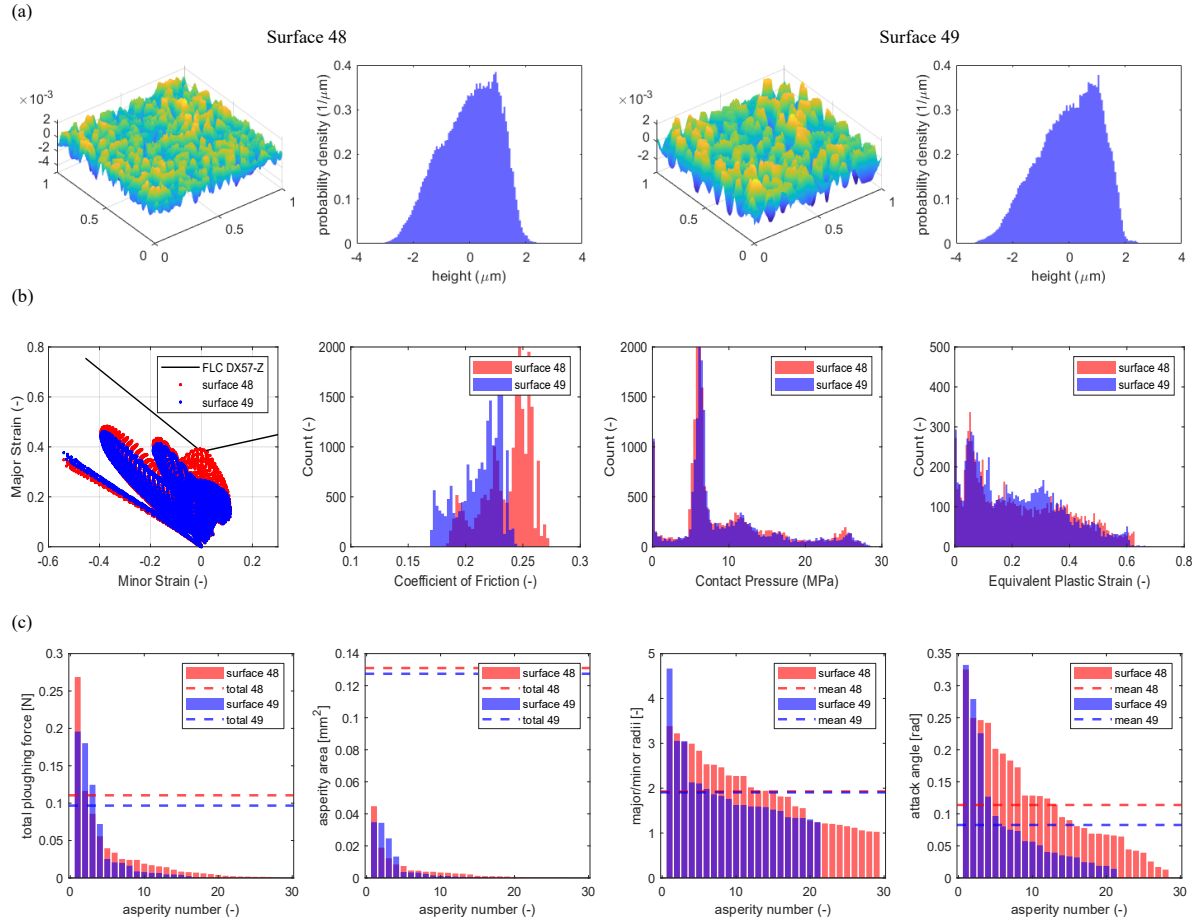 (a)
Surface 48
Surface 49
×10⁻³
2
0
-2
-4
1
0.5
0
0
0.5
1
probability density (1/μm)
0.4
0.3
0.2
0.1
0
-4 -2 0 2 4
height (μm)
×10⁻³
2
0
-2
1
0.5
0
0
0.5
1
probability density (1/μm)
0.4
0.3
0.2
0.1
0
-4 -2 0 2 4
height (μm)
(b)
Major Strain (-)
0.8
0.6
0.4
0.2
0
-0.6 -0.4 -0.2 0 0.2
Minor Strain (-)
FLC DX57-Z
surface 48
surface 49
Count (-)
2000
1500
1000
500
0
0.1 0.15 0.2 0.25 0.3
Coefficient of Friction (-)
surface 48
surface 49
Count (-)
2000
1500
1000
500
0
0 10 20 30
Contact Pressure (MPa)
surface 48
surface 49
Count (-)
500
400
300
200
100
0
0 0.2 0.4 0.6 0.8
Equivalent Plastic Strain (-)
surface 48
surface 49
(c)
total ploughing force [N]
0.3
0.25
0.2
0.15
0.1
0.05
0
0 10 20 30
asperity number (-)
surface 48
total 48
surface 49
total 49
asperity area [mm²]
0.14
0.12
0.1
0.08
0.06
0.04
0.02
0
0 10 20 30
asperity number (-)
surface 48
total 48
surface 49
total 49
major/minor radii [-]
5
4
3
2
1
0
0 10 20 30
asperity number (-)
surface 48
mean 48
surface 49
mean 49
attack angle [rad]
0.35
0.3
0.25
0.2
0.15
0.1
0.05
0
0 10 20 30
asperity number (-)
surface 48
mean 48
surface 49
mean 49